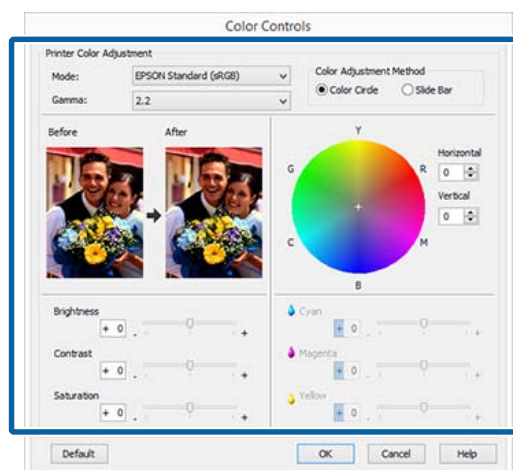 Color Controls
Printer Color Adjustment
Mode: EPSON Standard (sRGB)
Gamma: 2.2
Color Adjustment Method
Color Circle Slide Bar
Before After
Y
G R
C M
B
Horizontal
0
Vertical
0
Brightness
+ 0 - +
Contrast
+ 0 - +
Saturation
+ 0 - +
Cyan
+ 0 - +
Magenta
+ 0 - +
Yellow
+ 0 - +
Default OK Cancel Help